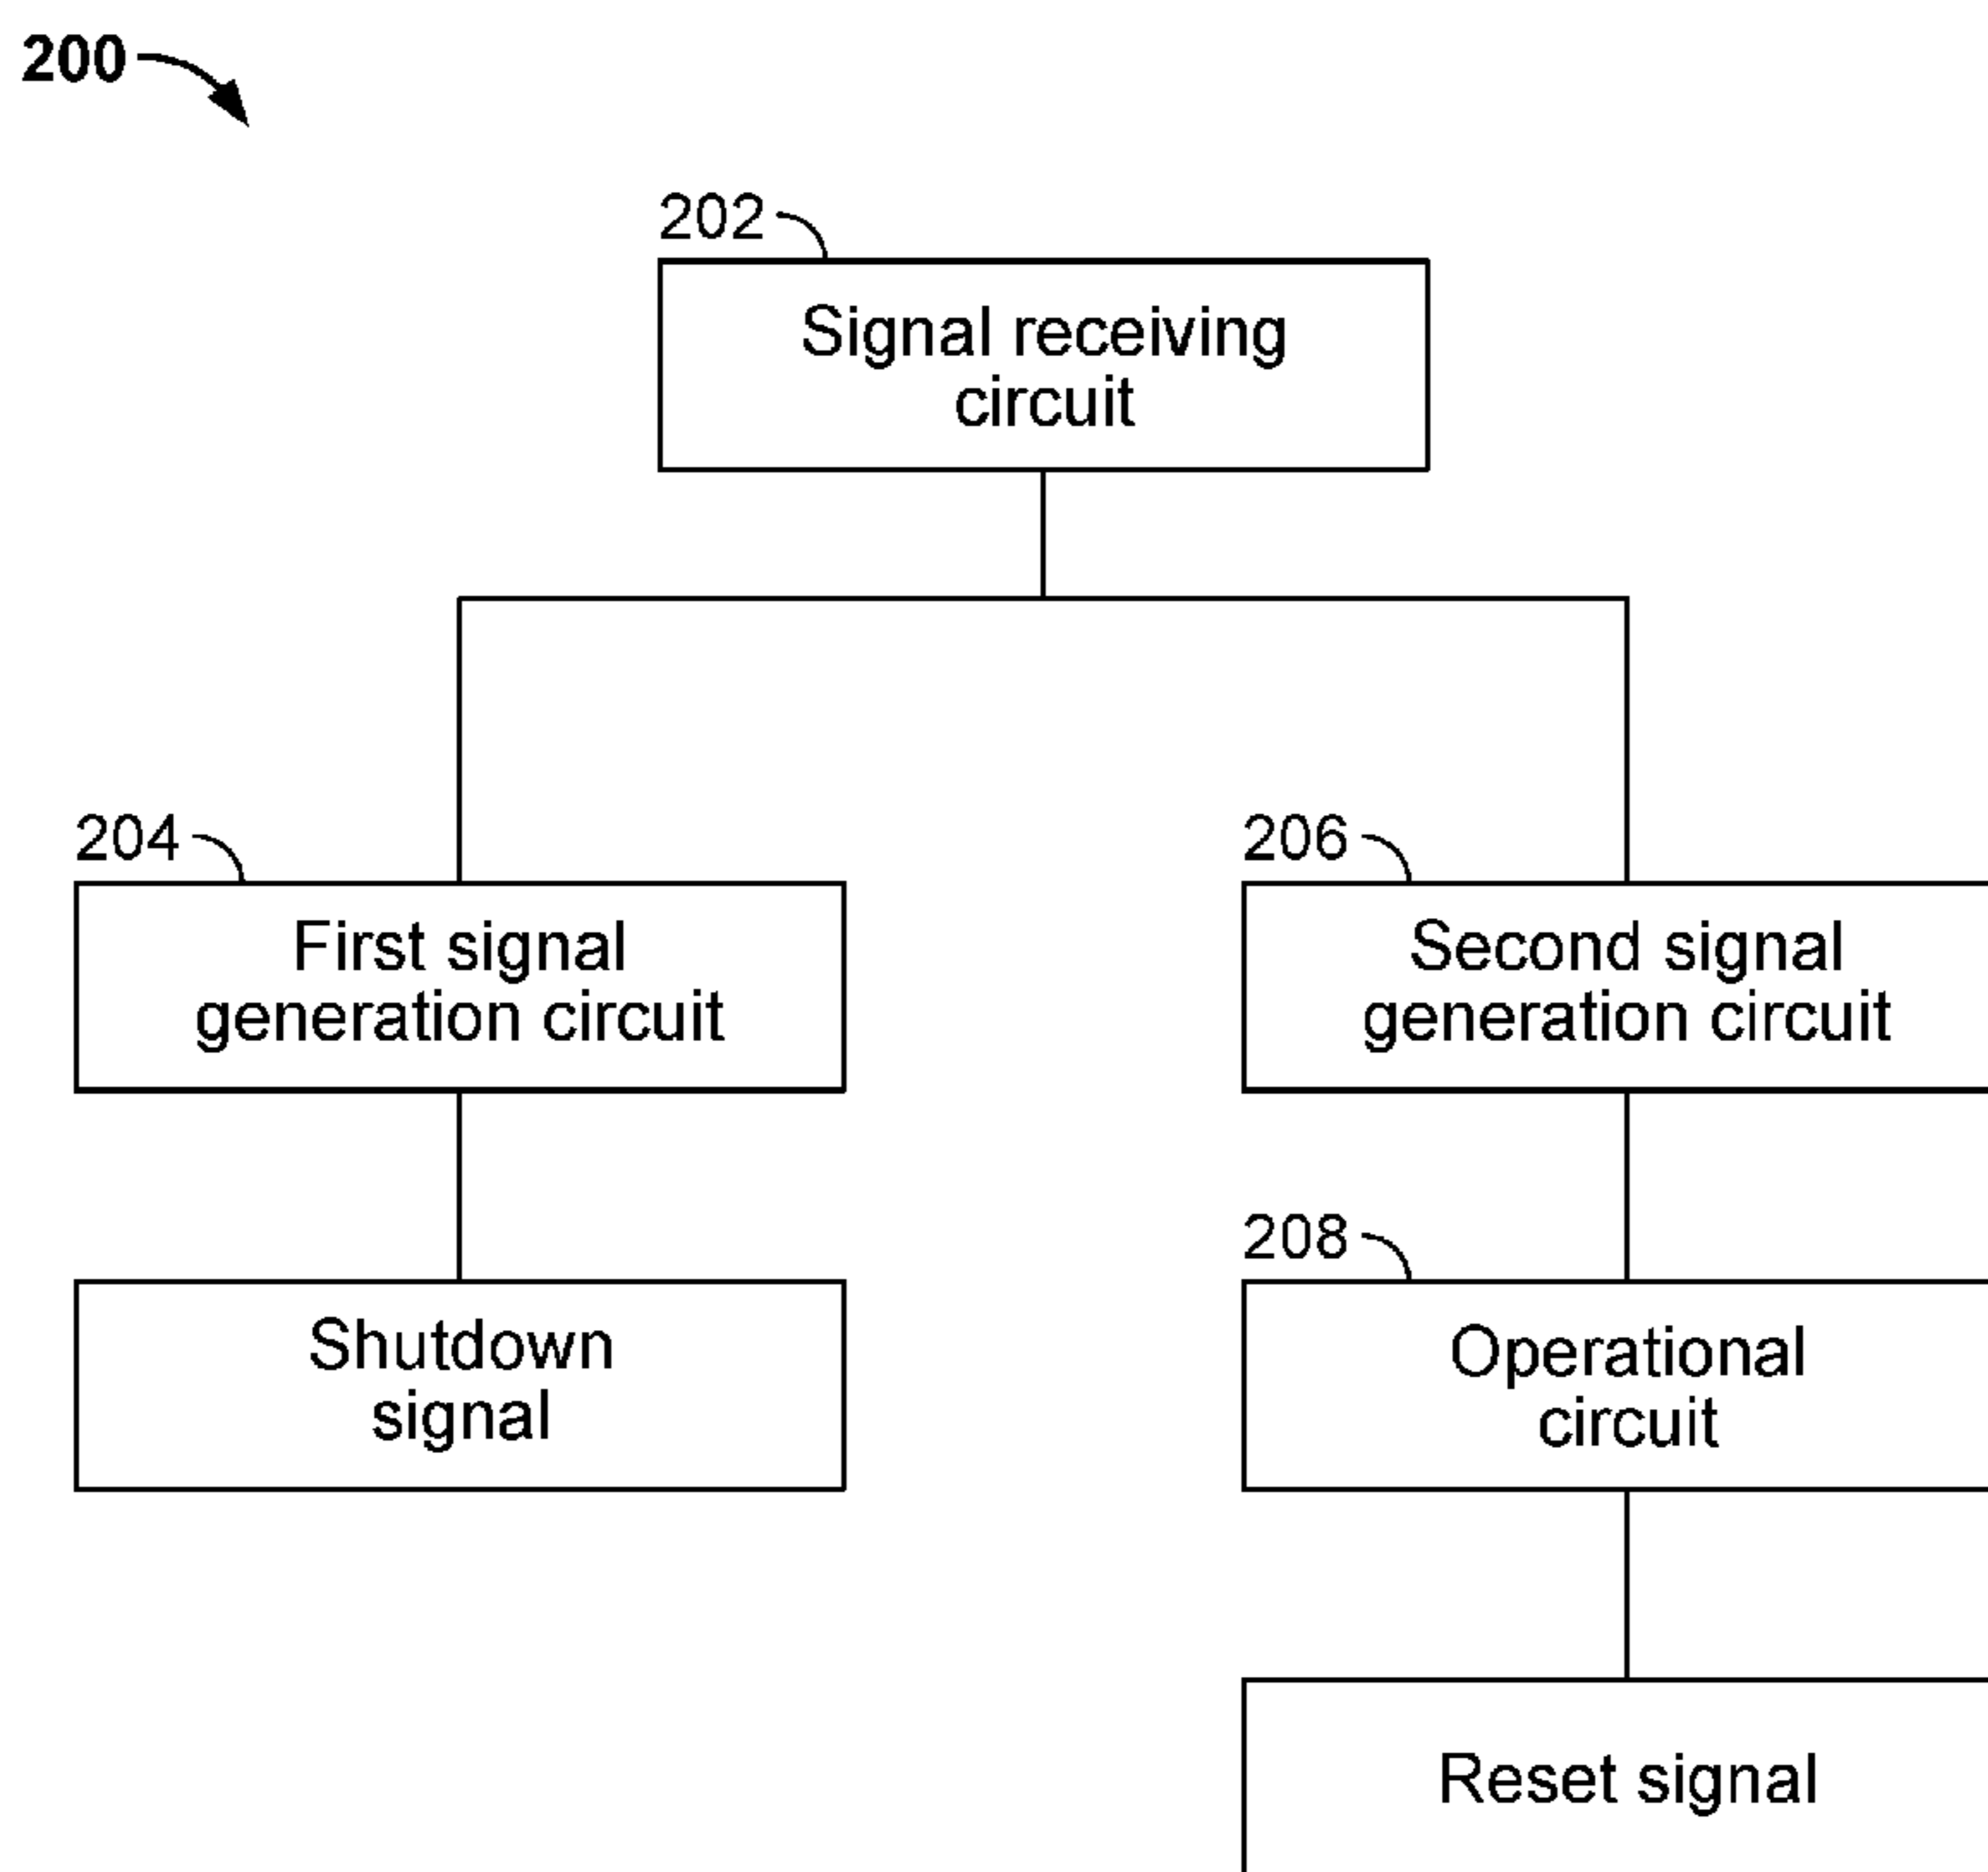 200
202
Signal receiving
circuit
204
First signal
generation circuit
206
Second signal
generation circuit
Shutdown
signal
208
Operational
circuit
Reset signal